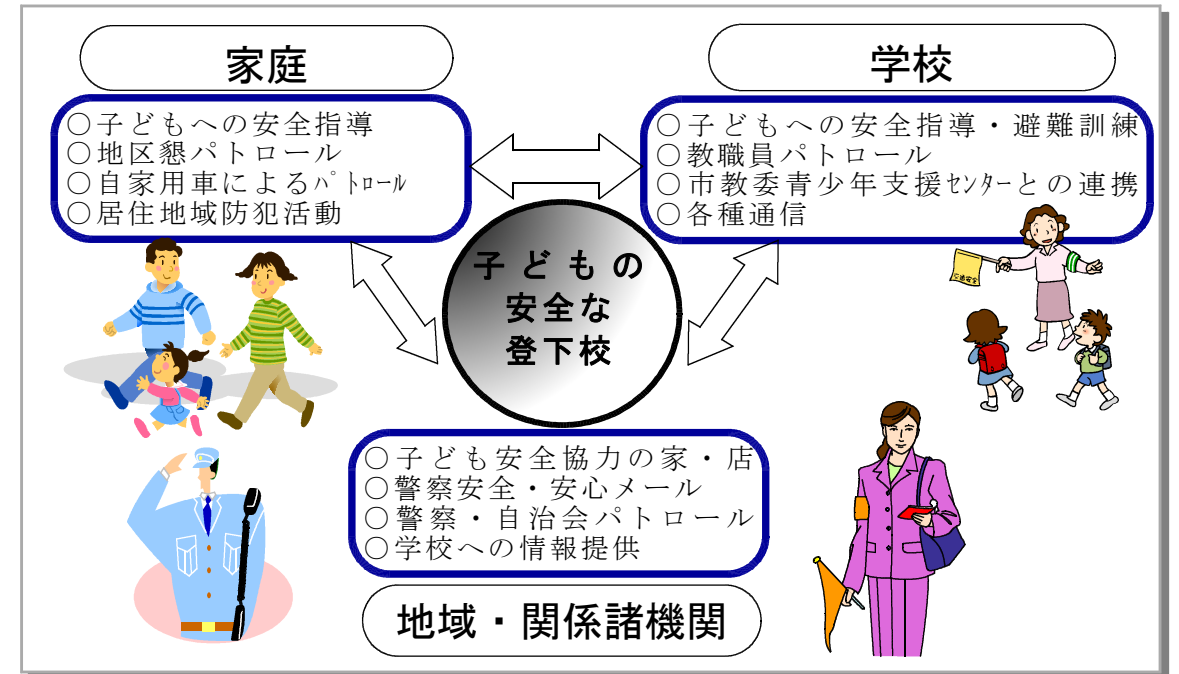 家庭
○子どもへの安全指導
○地区懇パトロール
○自家用車によるﾊﾟﾄﾛｰﾙ
○居住地域防犯活動
学校
○子どもへの安全指導・避難訓練
○教職員パトロール
○市教委青少年支援ｾﾝﾀｰとの連携
○各種通信
交通安全
子どもの
安全な
登下校
○子ども安全協力の家・店
○警察安全・安心メール
○警察・自治会パトロール
○学校への情報提供
地域・関係諸機関